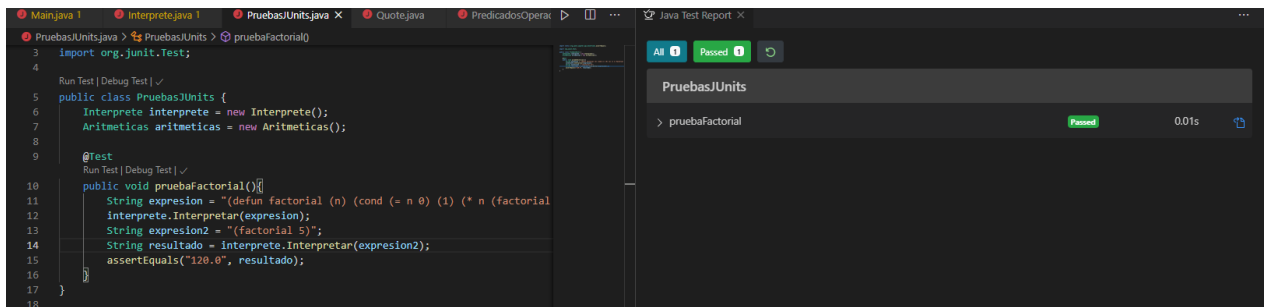 Main.java 1 Interprete.java 1 PruebasJUnits.java X Quote.java PredicadosOperac
PruebasJUnits.java > PruebasJUnits > pruebaFactorial()
3 import org.junit.Test;
4
Run Test | Debug Test | ✓
5 public class PruebasJUnits {
6 Interprete interprete = new Interprete();
7 Aritmeticas aritmeticas = new Aritmeticas();
8
9 @Test
Run Test | Debug Test | ✓
10 public void pruebaFactorial(){
11 String expresion = "(defun factorial (n) (cond (= n 0) (1) (* n (factorial
12 interprete.Interpretar(expresion);
13 String expresion2 = "(factorial 5)";
14 String resultado = interprete.Interpretar(expresion2);
15 assertEquals("120.0", resultado);
16 }
17 }
18
Java Test Report X
All 1 Passed 1
PruebasJUnits
> pruebaFactorial Passed 0.01s